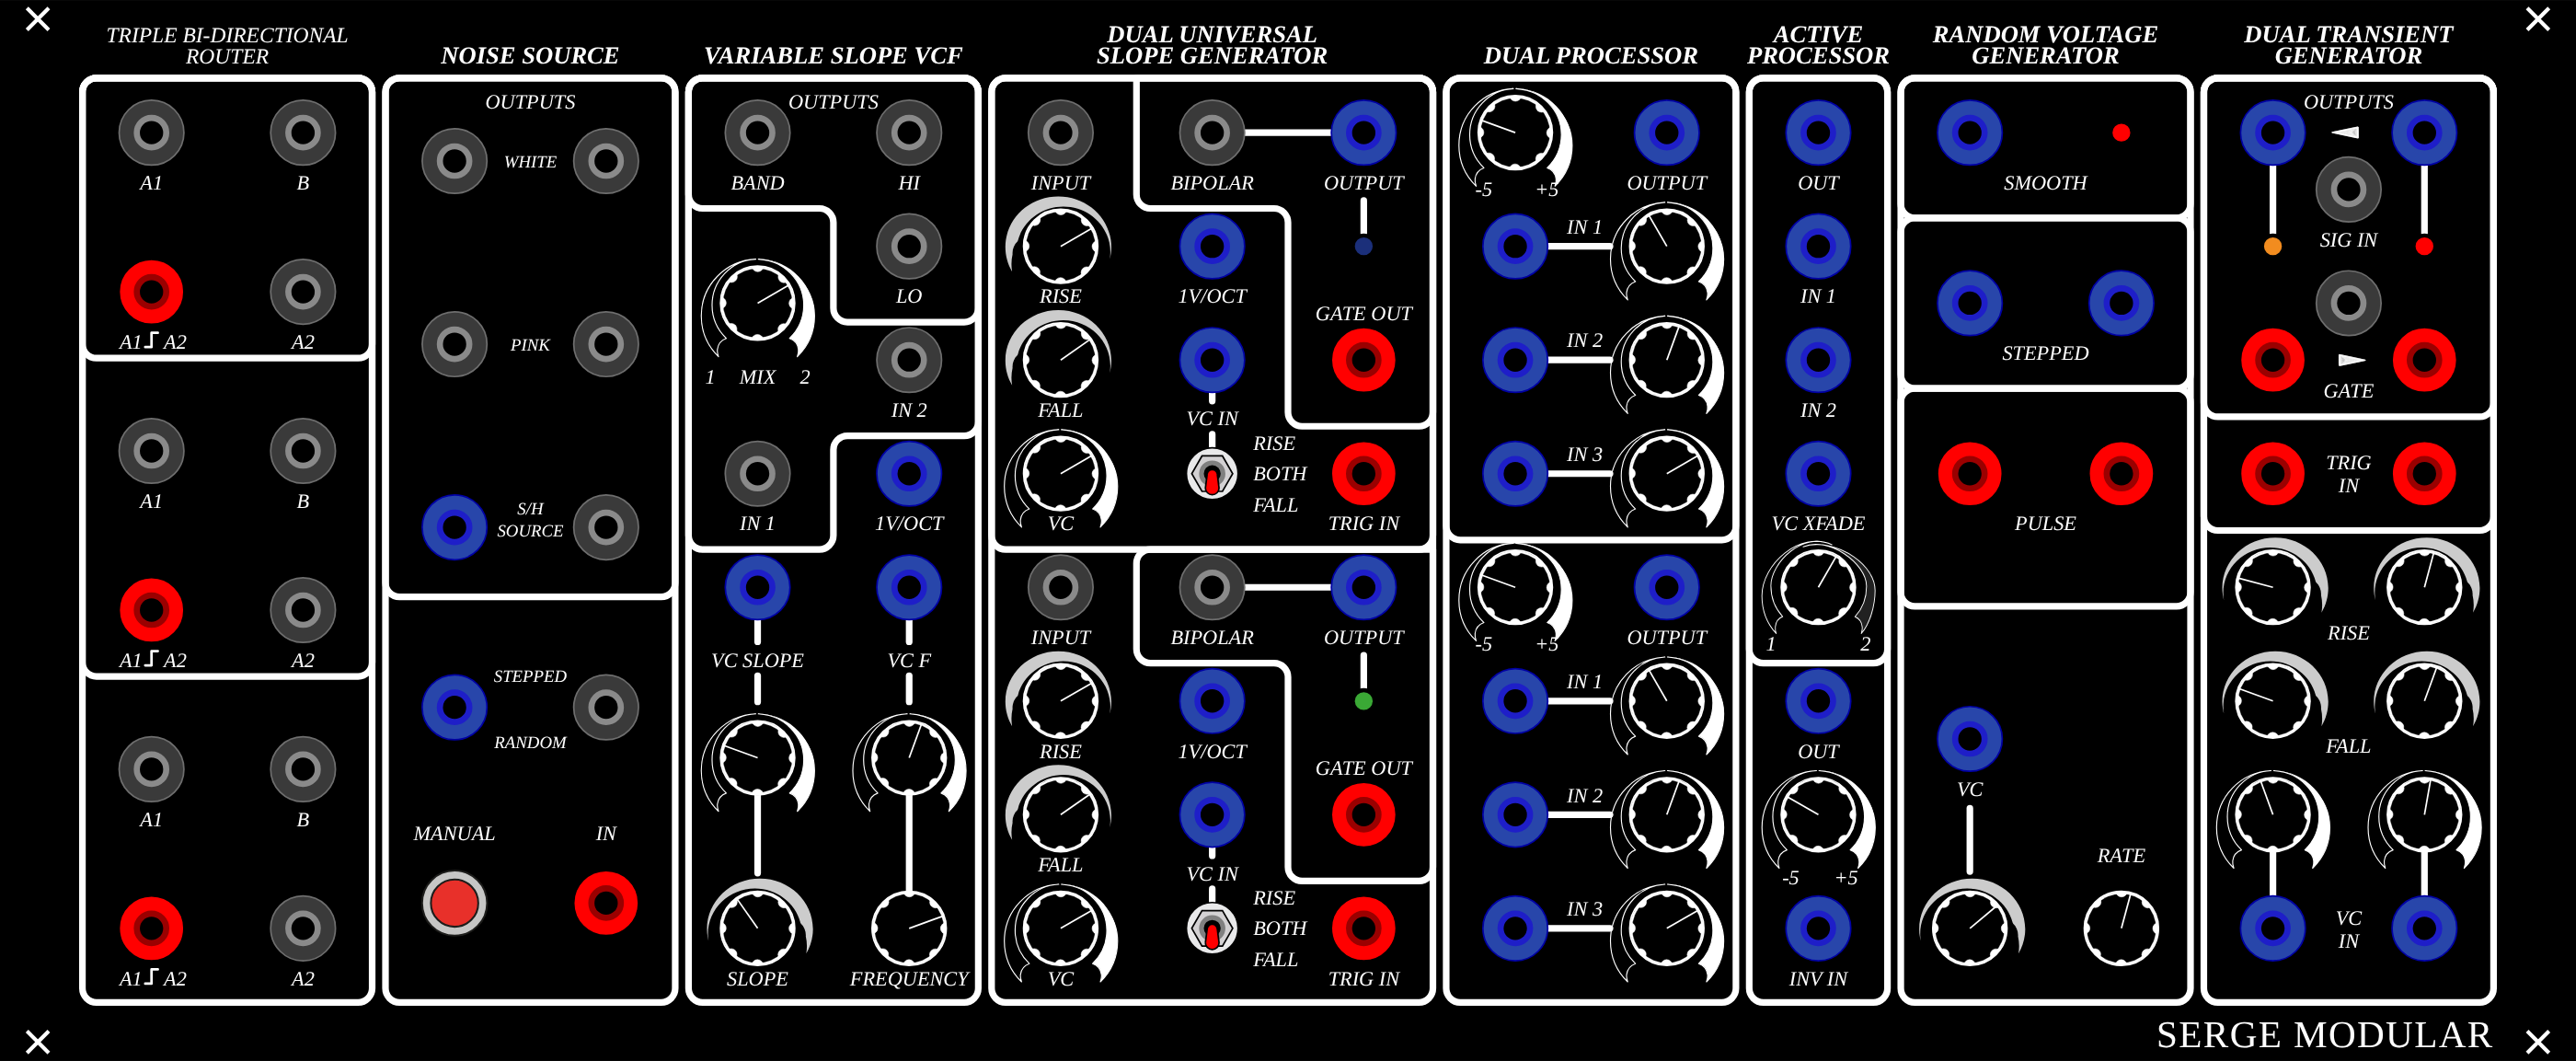 TRIPLE BI-DIRECTIONAL
ROUTER
A1 B
A1 A2 A2
A1 B
A1 A2 A2
A1 B
A1 A2 A2
NOISE SOURCE
OUTPUTS
WHITE
PINK
S/H
SOURCE
STEPPED
RANDOM
MANUAL IN
VARIABLE SLOPE VCF
OUTPUTS
BAND HI
LO
1 MIX 2
IN 2
IN 1 1V/OCT
VC SLOPE VC F
SLOPE FREQUENCY
DUAL UNIVERSAL
SLOPE GENERATOR
INPUT BIPOLAR OUTPUT
RISE 1V/OCT
GATE OUT
FALL VC IN
RISE
BOTH
FALL
VC TRIG IN
INPUT BIPOLAR OUTPUT
RISE 1V/OCT
GATE OUT
FALL VC IN
RISE
BOTH
FALL
VC TRIG IN
DUAL PROCESSOR
-5 +5 OUTPUT
IN 1
IN 2
IN 3
-5 +5 OUTPUT
IN 1
IN 2
IN 3
ACTIVE
PROCESSOR
OUT
IN 1
IN 2
VC XFADE
1 2
OUT
-5 +5
INV IN
RANDOM VOLTAGE
GENERATOR
SMOOTH
STEPPED
PULSE
VC
RATE
DUAL TRANSIENT
GENERATOR
OUTPUTS
SIG IN
GATE
TRIG
IN
RISE
FALL
VC
IN
SERGE MODULAR